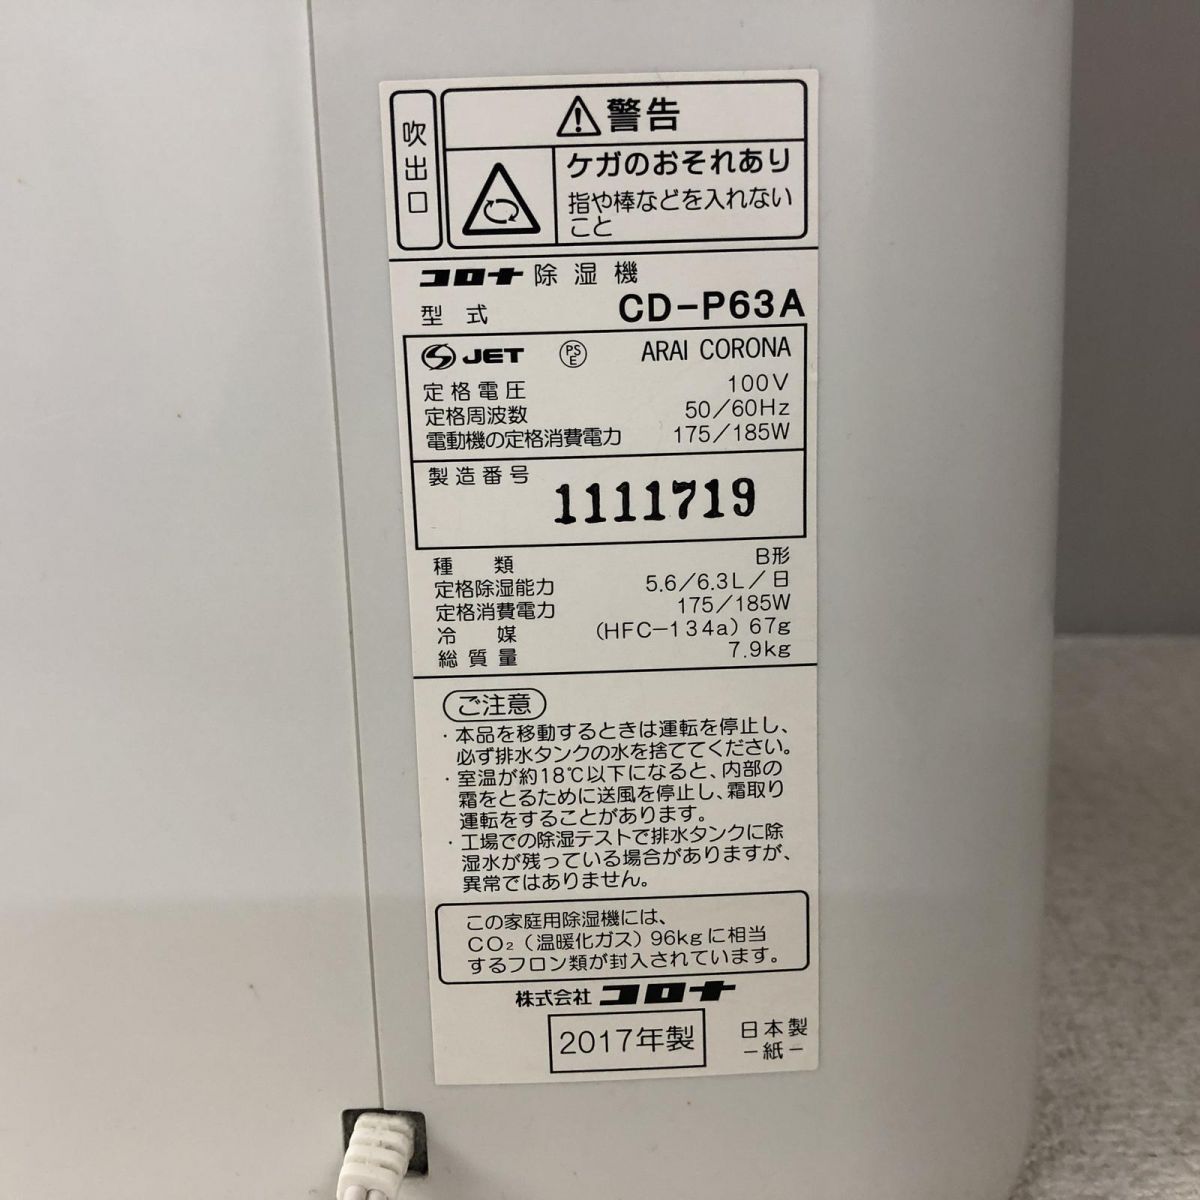 吹出口
警告
ケガのおそれあり
指や棒などを入れない
こと
コロナ 除湿機
型式 CD-P63A
JET PSE ARAI CORONA
定格電圧 100V
定格周波数 50/60Hz
電動機の定格消費電力 175/185W
製造番号 1111719
種類 B形
定格除湿能力 5.6/6.3L/日
定格消費電力 175/185W
冷媒 (HFC-134a) 67g
総質量 7.9kg
ご注意
・本品を移動するときは運転を停止し、
必ず排水タンクの水を捨ててください。
・室温が約18℃以下になると、内部の
霜をとるために送風を停止し、霜取り
運転をすることがあります。
・工場での除湿テストで排水タンクに除
湿水が残っている場合がありますが、
異常ではありません。
この家庭用除湿機には、
CO₂（温暖化ガス）96kgに相当
するフロン類が封入されています。
株式会社 コロナ
2017年製 日本製
-紙-